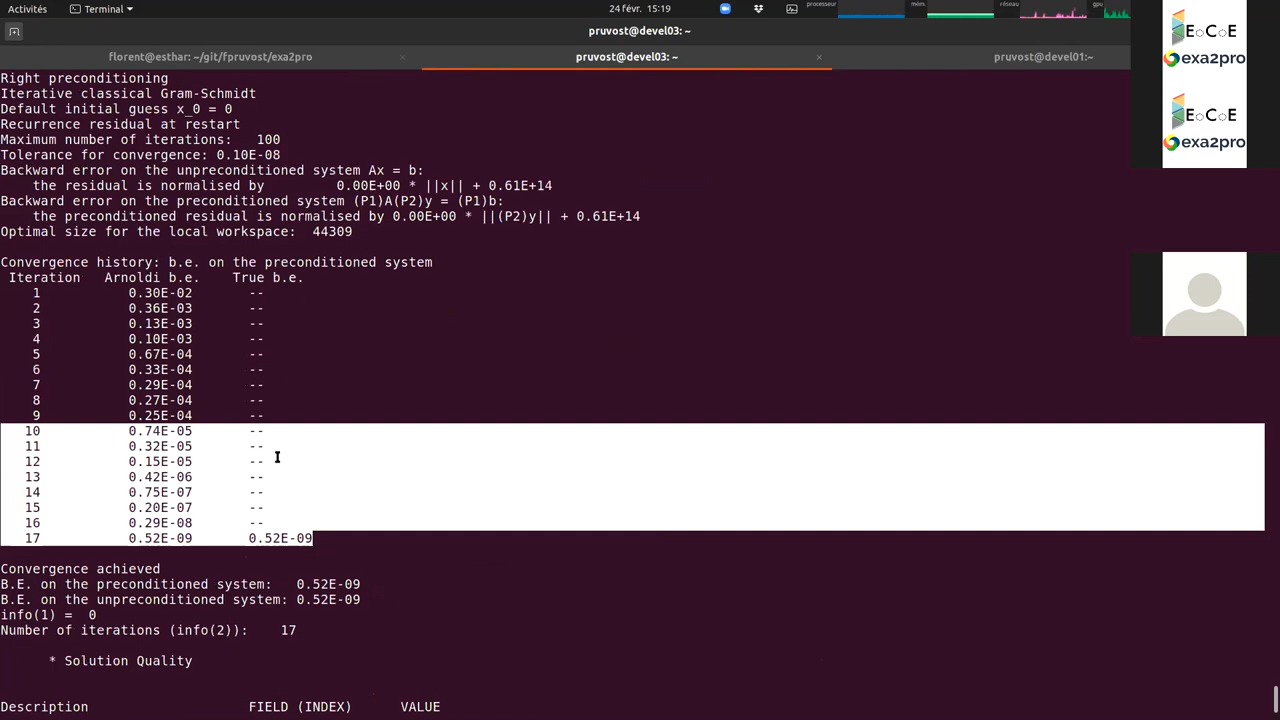 Activités
Terminal
24 févr. 15:19
processeur
mém.
réseau
gpu
pruvost@devel03: ~
florent@esthar: ~/git/fpruvost/exa2pro
×
pruvost@devel03: ~
×
pruvost@devel01:~
Right preconditioning
Iterative classical Gram-Schmidt
Default initial guess x_0 = 0
Recurrence residual at restart
Maximum number of iterations:   100
Tolerance for convergence: 0.10E-08
Backward error on the unpreconditioned system Ax = b:
    the residual is normalised by         0.00E+00 * ||x|| + 0.61E+14
Backward error on the preconditioned system (P1)A(P2)y = (P1)b:
    the preconditioned residual is normalised by 0.00E+00 * ||(P2)y|| + 0.61E+14
Optimal size for the local workspace:  44309
Convergence history: b.e. on the preconditioned system
Iteration   Arnoldi b.e.    True b.e.
1           0.30E-02       --
2           0.36E-03       --
3           0.13E-03       --
4           0.10E-03       --
5           0.67E-04       --
6           0.33E-04       --
7           0.29E-04       --
8           0.27E-04       --
9           0.25E-04       --
10           0.74E-05       --
11           0.32E-05       --
12           0.15E-05       --
13           0.42E-06       --
14           0.75E-07       --
15           0.20E-07       --
16           0.29E-08       --
17           0.52E-09       0.52E-09
Convergence achieved
B.E. on the preconditioned system:   0.52E-09
B.E. on the unpreconditioned system: 0.52E-09
info(1) =  0
Number of iterations (info(2)):    17
* Solution Quality
Description                    FIELD (INDEX)      VALUE
EoCoE
exa2pro
EoCoE
exa2pro